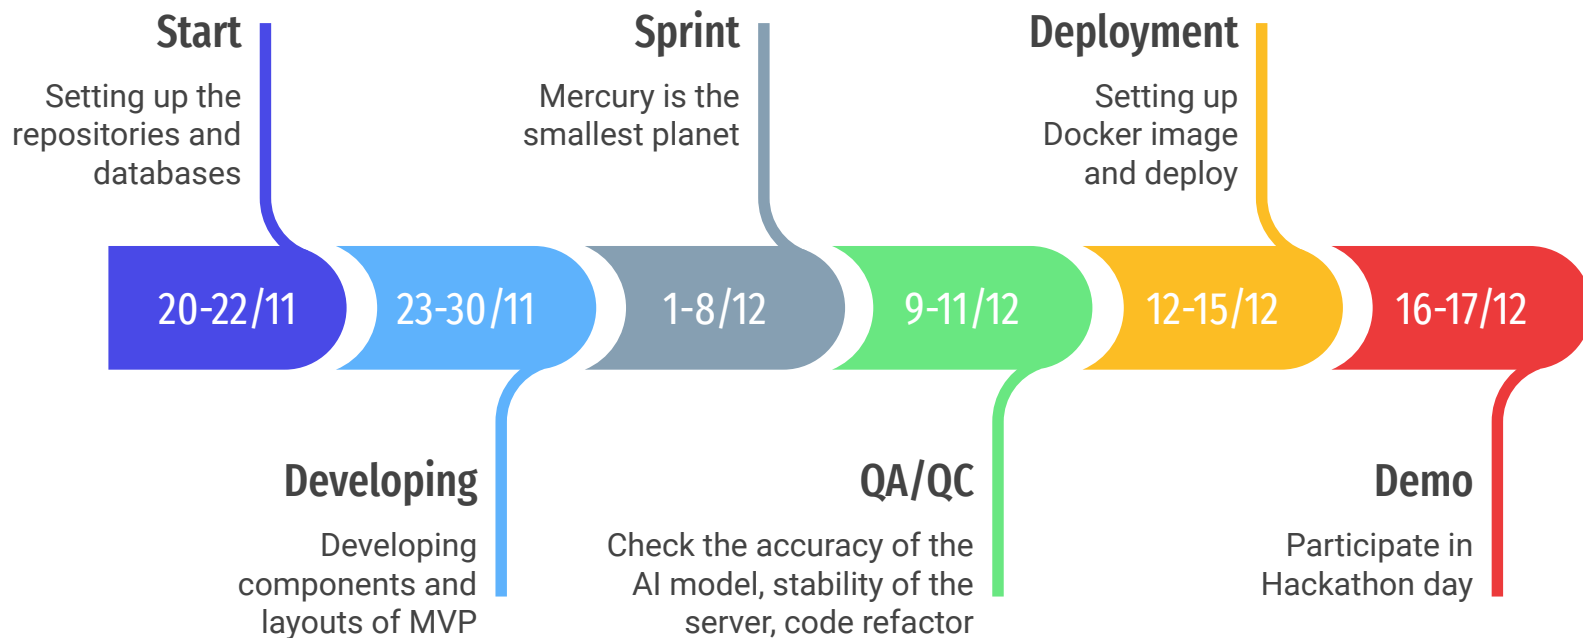 Start
Setting up the
repositories and
databases
Sprint
Mercury is the
smallest planet
Deployment
Setting up
Docker image
and deploy
20-22/11
23-30/11
1-8/12
9-11/12
12-15/12
16-17/12
Developing
Developing
components and
layouts of MVP
QA/QC
Check the accuracy of the
AI model, stability of the
server, code refactor
Demo
Participate in
Hackathon day